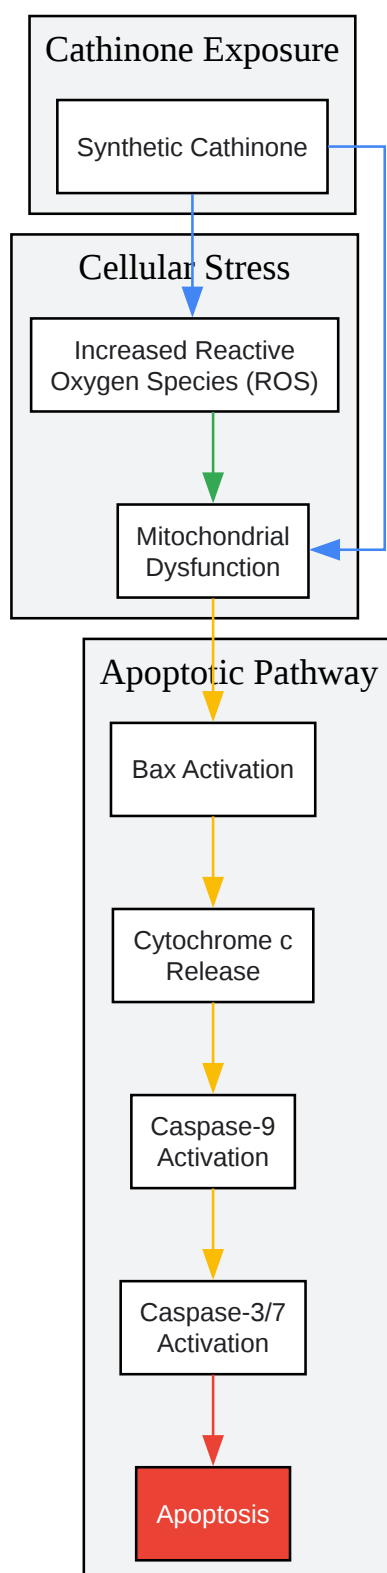 Cathinone Exposure
Synthetic Cathinone
Cellular Stress
Increased Reactive
Oxygen Species (ROS)
Mitochondrial
Dysfunction
Apoptotic Pathway
Bax Activation
Cytochrome c
Release
Caspase-9
Activation
Caspase-3/7
Activation
Apoptosis